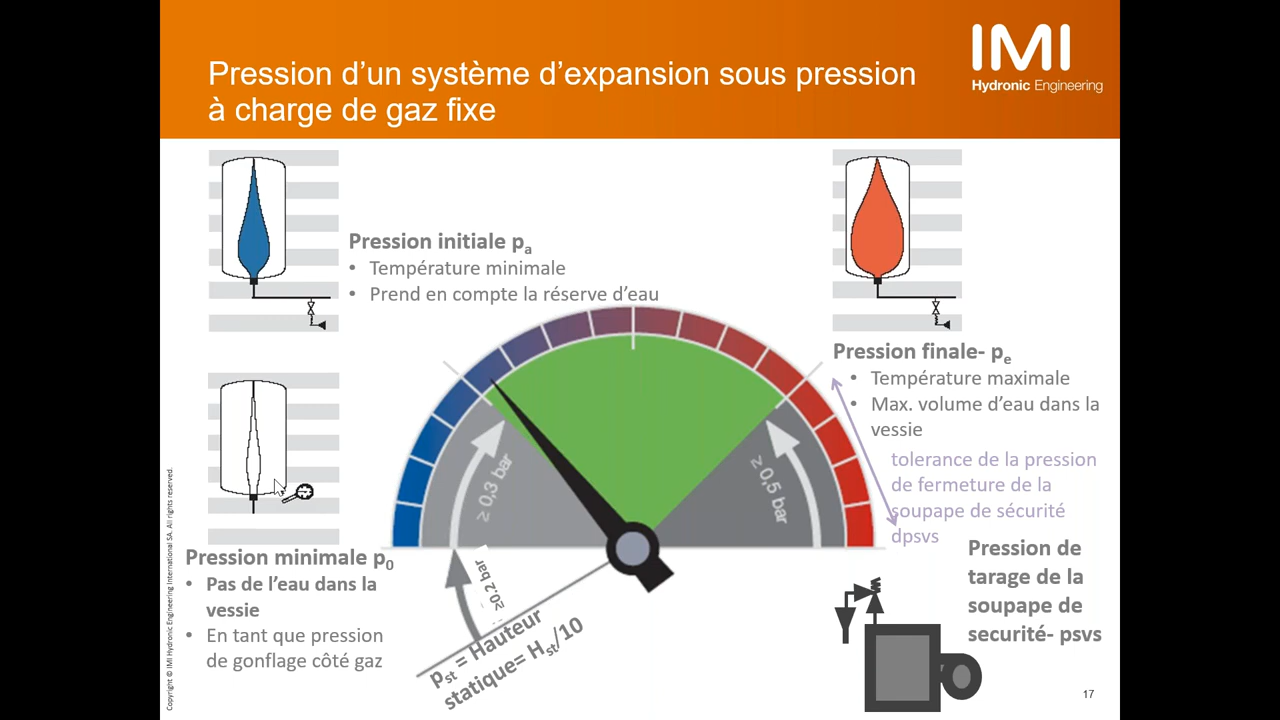 Pression d'un système d'expansion sous pression
à charge de gaz fixe
IMI
Hydronic Engineering
Pression initiale pa
• Température minimale
• Prend en compte la réserve d'eau
Pression finale- pe
• Température maximale
• Max. volume d'eau dans la
vessie
tolerance de la pression
de fermeture de la
soupape de sécurité
dpsvs
≥ 0,3 bar
≥ 0,5 bar
≥0.2 bar
pst = Hauteur
statique= Hst/10
Pression minimale p0
• Pas de l'eau dans la
vessie
• En tant que pression
de gonflage côté gaz
Pression de
tarage de la
soupape de
securité- psvs
Copyright © IMI Hydronic Engineering International SA. All rights reserved.
17